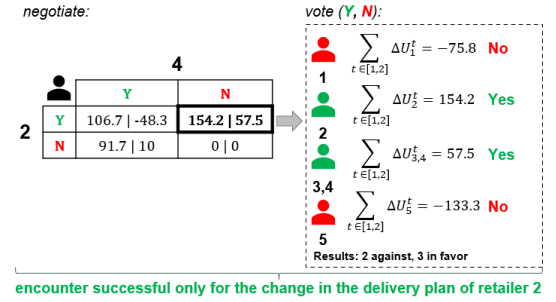 negotiate:
4
Y N
2 Y 106.7 | -48.3 154.2 | 57.5
N 91.7 | 10 0 | 0
vote (Y, N):
1 ∑ t ∈[1,2] ΔU₁ᵗ = −75.8 No
2 ∑ t ∈[1,2] ΔU₂ᵗ = 154.2 Yes
3,4 ∑ t ∈[1,2] ΔU₃,₄ᵗ = 57.5 Yes
5 ∑ t ∈[1,2] ΔU₅ᵗ = −133.3 No
Results: 2 against, 3 in favor
encounter successful only for the change in the delivery plan of retailer 2